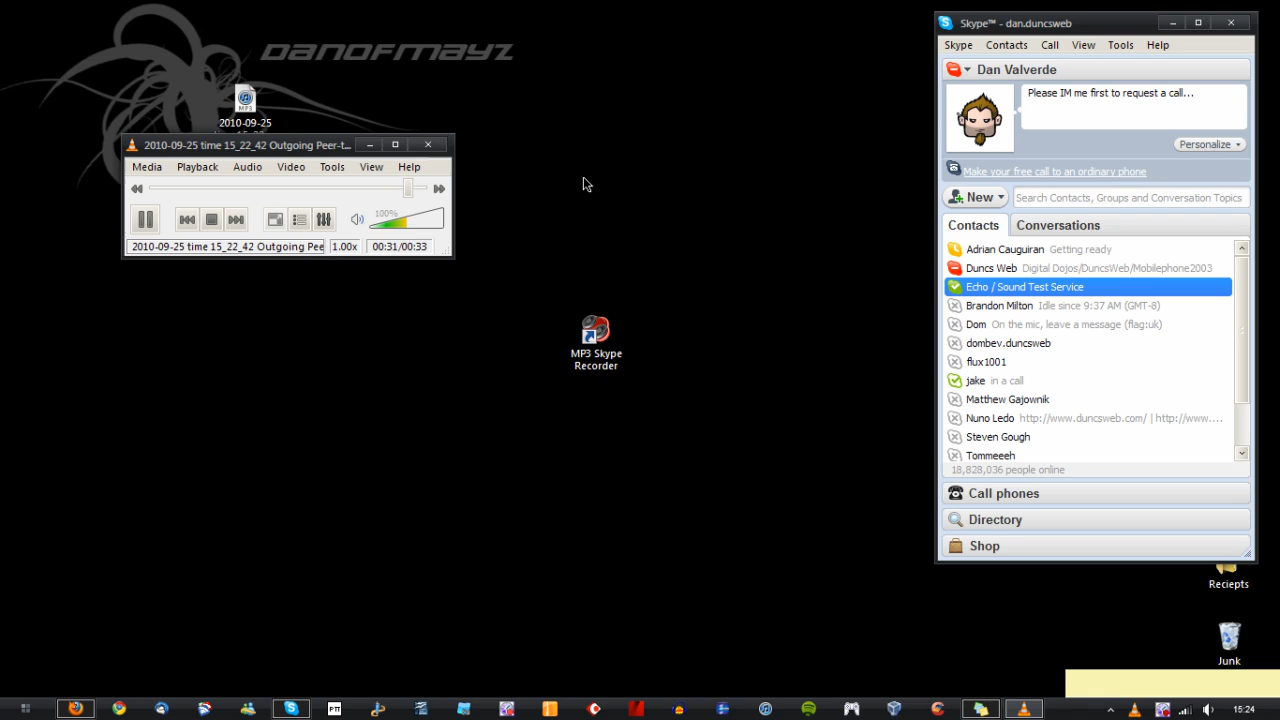 DANOFMAYZ
MP3
2010-09-25
2010-09-25 time 15_22_42 Outgoing Peer-t...
Media Playback Audio Video Tools View Help
100%
2010-09-25 time 15_22_42 Outgoing Pee 1.00x 00:31/00:33
MP3 Skype
Recorder
Skype™ - dan.duncsweb
Skype Contacts Call View Tools Help
Dan Valverde
Please IM me first to request a call...
Personalize
Make your free call to an ordinary phone
New Search Contacts, Groups and Conversation Topics
Contacts Conversations
Adrian Cauguiran Getting ready
Duncs Web Digital Dojos/DuncsWeb/Mobilephone2003
Echo / Sound Test Service
Brandon Milton Idle since 9:37 AM (GMT-8)
Dom On the mic, leave a message (flag:uk)
dombev.duncsweb
flux1001
jake in a call
Matthew Gajownik
Nuno Ledo http://www.duncsweb.com/ | http://www....
Steven Gough
Tommeeeh
18,828,036 people online
Call phones
Directory
Shop
Reciepts
Junk
PTT
15:24